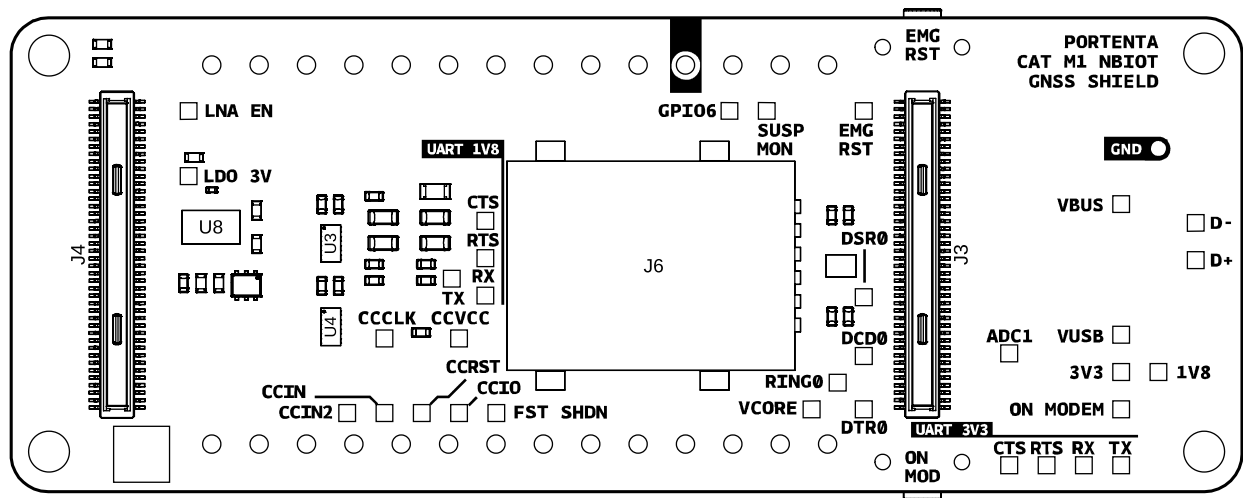 EMG
RST
PORTENTA
CAT M1 NBIOT
GNSS SHIELD
LNA EN
GPIO6
SUSP
MON
EMG
RST
UART 1V8
GND
LDO 3V
CTS
VBUS
U8
D-
RTS
DSR0
U3
J4
J3
D+
J6
RX
TX
CCCLK
CCVCC
U4
DCD0
ADC1
VUSB
CCRST
3V3
1V8
RING0
CCIN
CCIO
CCIN2
FST SHDN
VCORE
ON MODEM
DTR0
UART 3V3
CTS RTS RX TX
ON
MOD